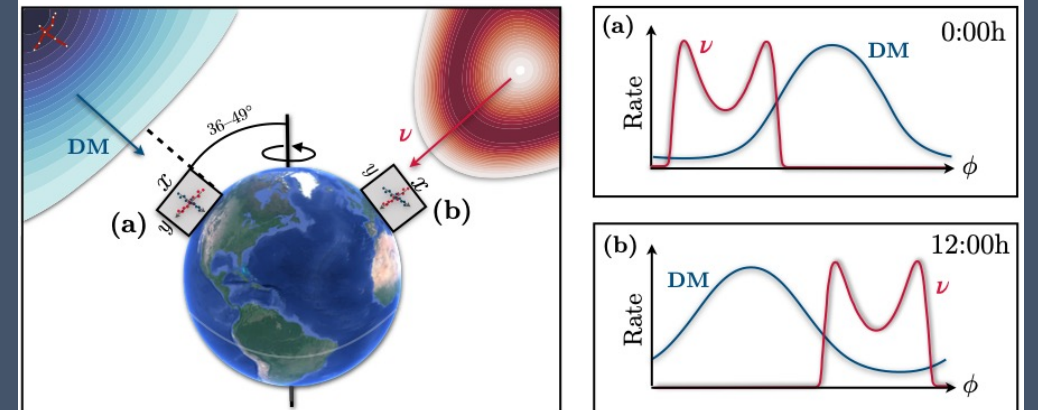 DM
36–49°
ν
x
y
(a)
y
x
(b)
(a)
0:00h
ν
DM
Rate
ϕ
(b)
12:00h
DM
ν
Rate
ϕ